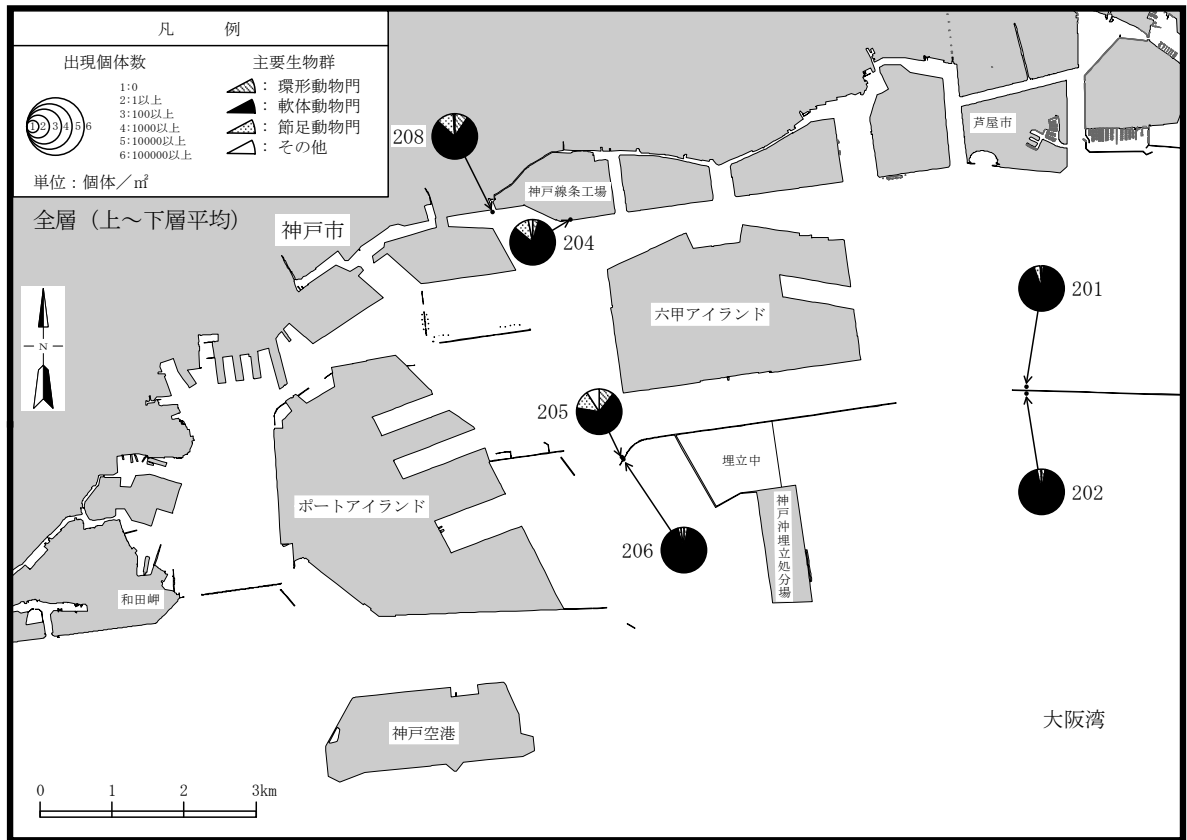 凡 例
出現個体数
1:0
2:1以上
3:100以上
4:1000以上
5:10000以上
6:100000以上
1 2 3 4 5 6
単位：個体／㎡
主要生物群
： 環形動物門
： 軟体動物門
： 節足動物門
： その他
全層（上～下層平均）
神戸市
208
神戸線条工場
204
芦屋市
N
六甲アイランド
201
205
埋立中
202
ポートアイランド
神戸沖埋立処分場
206
和田岬
神戸空港
大阪湾
0 1 2 3km